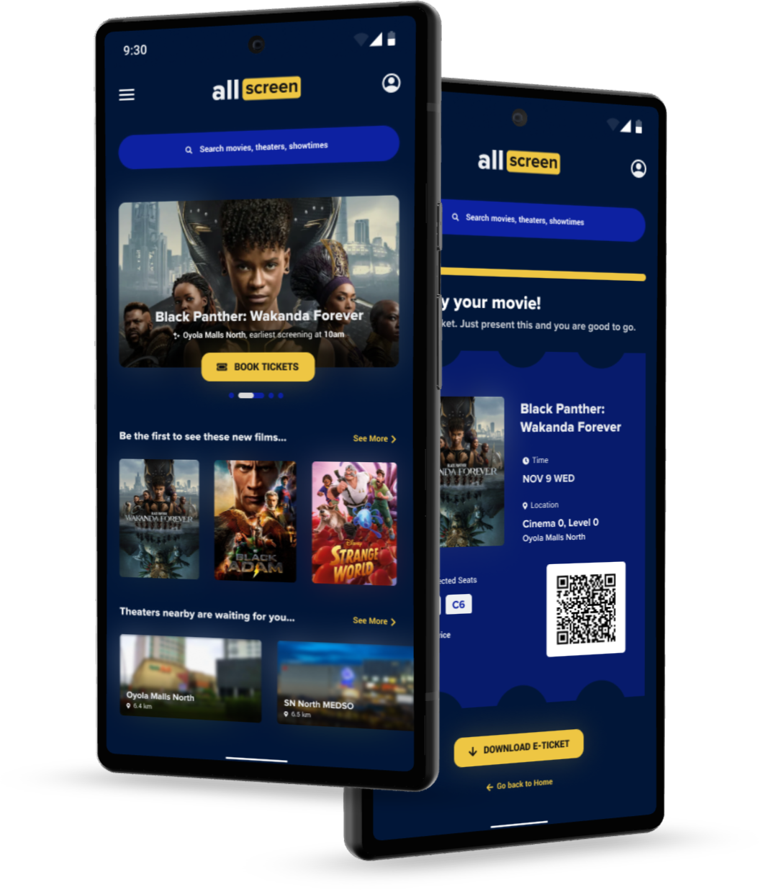 9:30
all screen
Search movies, theaters, showtimes
Black Panther: Wakanda Forever
Oyola Malls North, earliest screening at 10am
BOOK TICKETS
Be the first to see these new films...
See More
WAKANDA FOREVER
BLACK ADAM
Disney
STRANGE WORLD
Theaters nearby are waiting for you...
See More
Oyola Malls North
6.4 km
SN North MEDSO
6.5 km
all screen
Search movies, theaters, showtimes
y your movie!
ket. Just present this and you are good to go.
Black Panther:
Wakanda Forever
Time
NOV 9 WED
Location
Cinema 0, Level 0
Oyola Malls North
NDA FOREVER
ected Seats
C6
vice
DOWNLOAD E-TICKET
Go back to Home